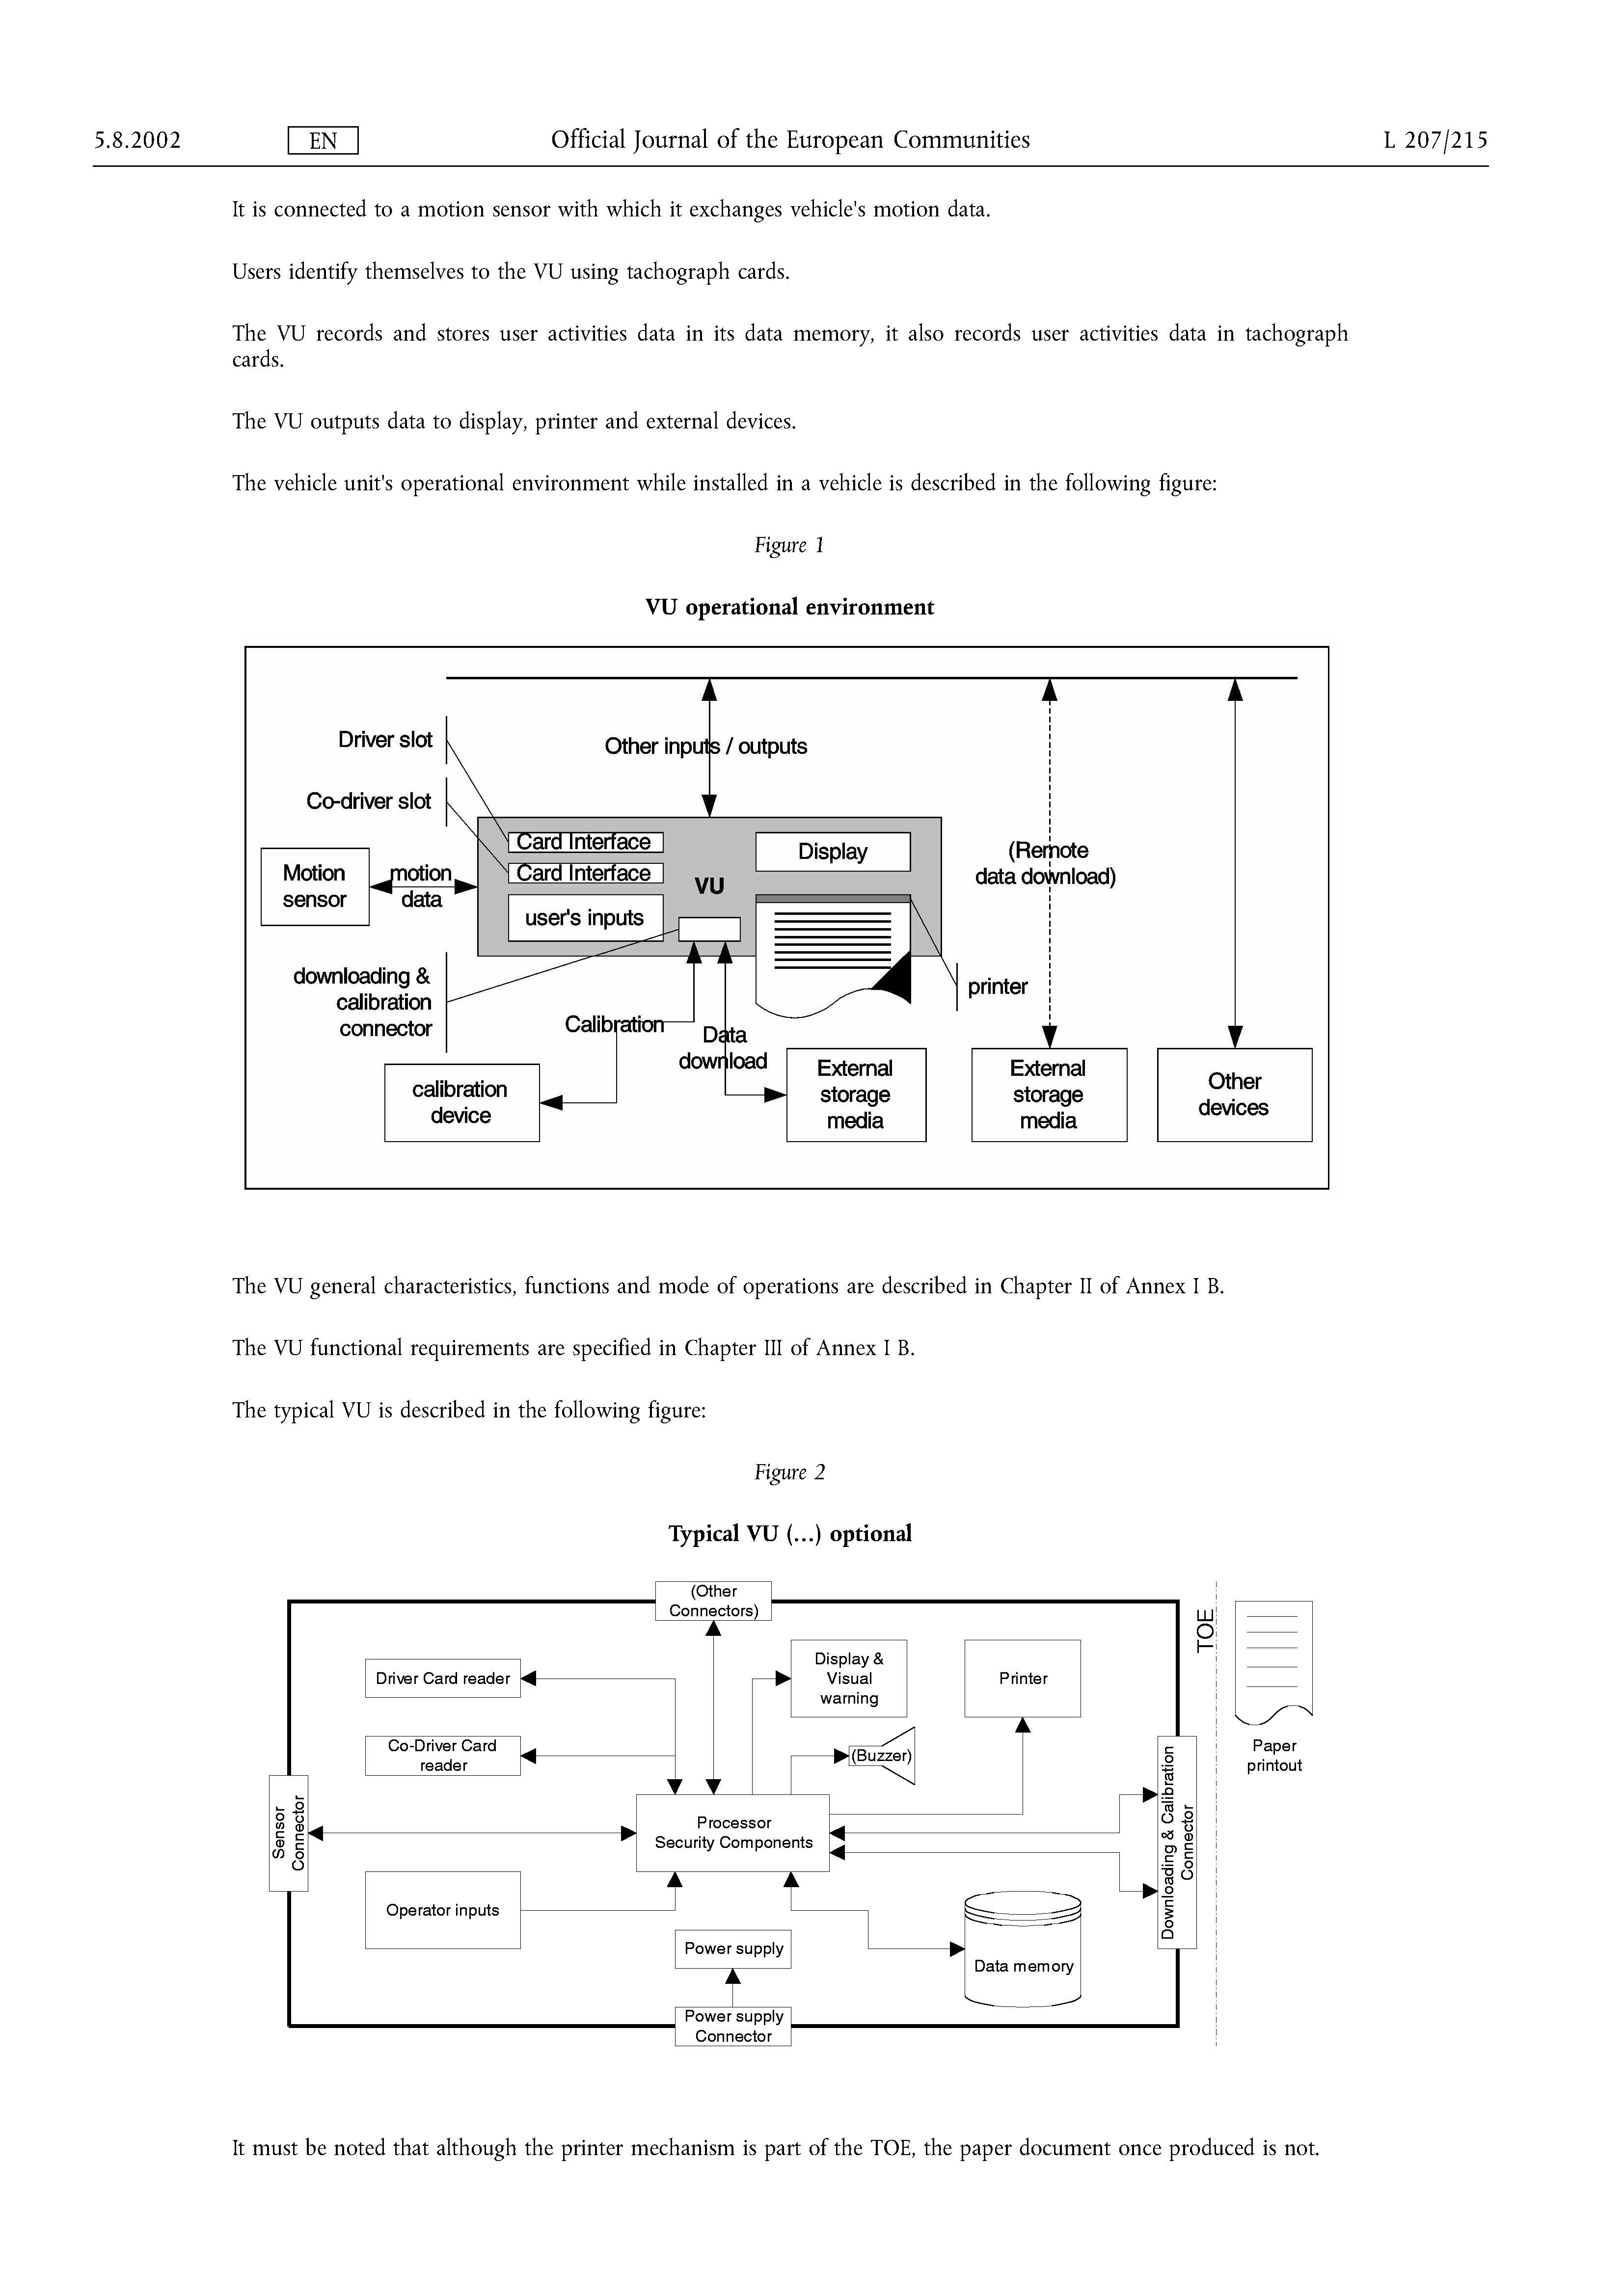 5.8.2002 EN Official Journal of the European Communities L 207/215
It is connected to a motion sensor with which it exchanges vehicle's motion data.
Users identify themselves to the VU using tachograph cards.
The VU records and stores user activities data in its data memory, it also records user activities data in tachograph
cards.
The VU outputs data to display, printer and external devices.
The vehicle unit's operational environment while installed in a vehicle is described in the following figure:
Figure 1
VU operational environment
Driver slot
Other inputs / outputs
Co-driver slot
Card Interface
Card Interface
user's inputs
VU
Display
(Remote
data download)
Motion
sensor
motion
data
downloading &
calibration
connector
printer
Calibration
Data
download
calibration
device
External
storage
media
External
storage
media
Other
devices
The VU general characteristics, functions and mode of operations are described in Chapter II of Annex I B.
The VU functional requirements are specified in Chapter III of Annex I B.
The typical VU is described in the following figure:
Figure 2
Typical VU (...) optional
(Other
Connectors)
TOE
Driver Card reader
Display &
Visual
warning
Printer
Co-Driver Card
reader
(Buzzer)
Paper
printout
Sensor
Connector
Processor
Security Components
Downloading & Calibration
Connector
Operator inputs
Power supply
Data memory
Power supply
Connector
It must be noted that although the printer mechanism is part of the TOE, the paper document once produced is not.